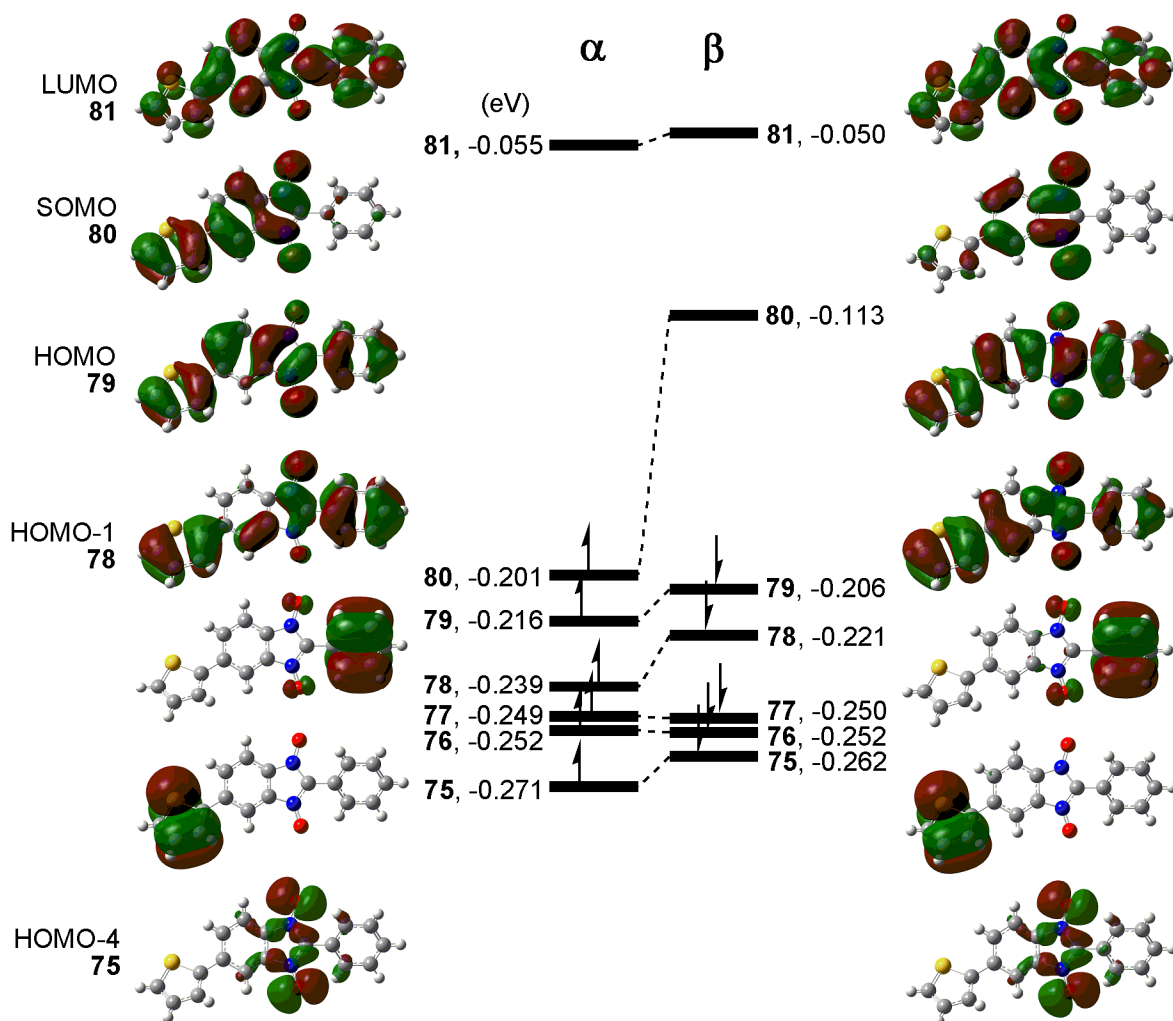 α β
LUMO
81
(eV)
81, -0.055
81, -0.050
SOMO
80
80, -0.113
HOMO
79
HOMO-1
78
80, -0.201
79, -0.206
79, -0.216
78, -0.221
78, -0.239
77, -0.249
77, -0.250
76, -0.252
76, -0.252
75, -0.262
75, -0.271
HOMO-4
75